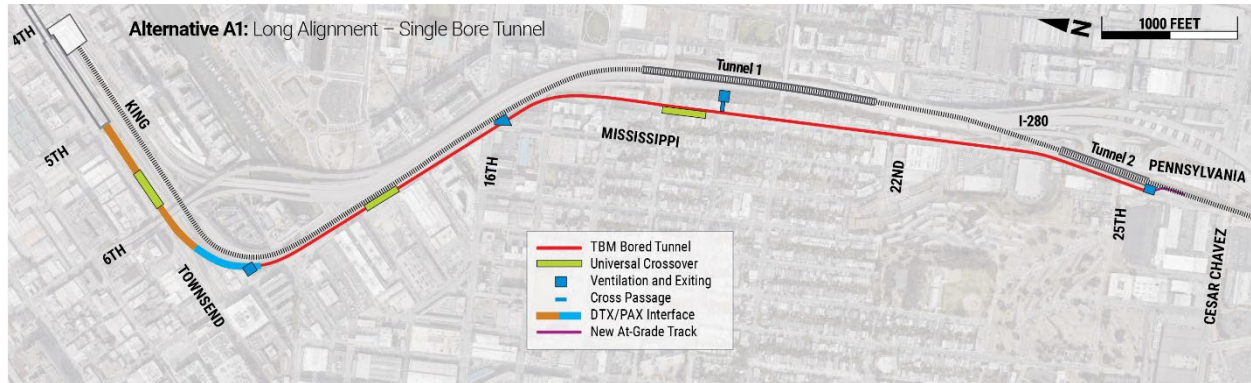 Alternative A1: Long Alignment – Single Bore Tunnel
N
1000 FEET
4TH
KING
5TH
6TH
TOWNSEND
16TH
MISSISSIPPI
Tunnel 1
22ND
I-280
Tunnel 2
PENNSYLVANIA
25TH
CESAR CHAVEZ
TBM Bored Tunnel
Universal Crossover
Ventilation and Exiting
Cross Passage
DTX/PAX Interface
New At-Grade Track